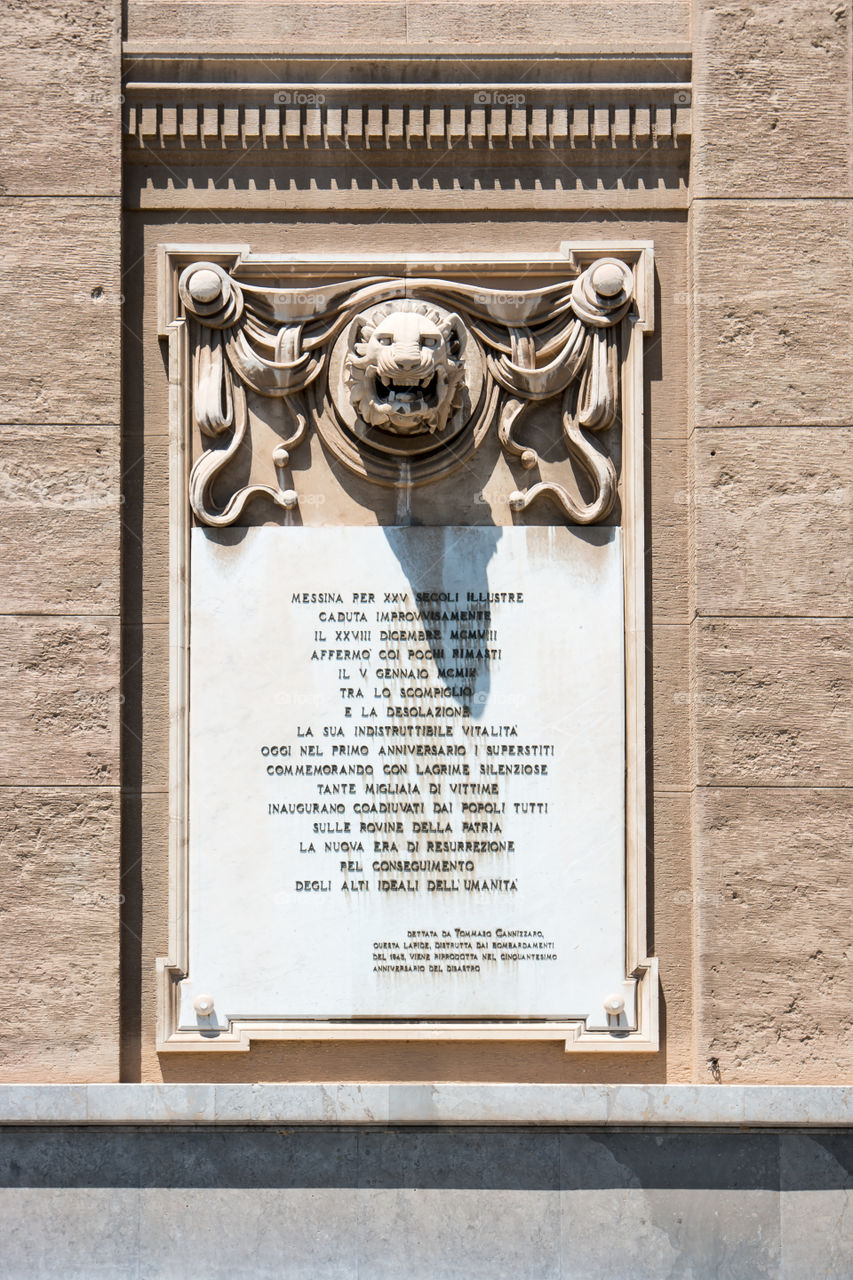 MESSINA PER XXV SECOLI ILLUSTRE
CADUTA IMPROVVISAMENTE
IL XXVIII DICEMBRE MCMVIII
AFFERMO' COI POCHI RIMASTI
IL V GENNAIO MCMIX
TRA LO SCOMPIGLIO
E LA DESOLAZIONE
LA SUA INDISTRUTTIBILE VITALITA'
OGGI NEL PRIMO ANNIVERSARIO I SUPERSTITI
COMMEMORANDO CON LAGRIME SILENZIOSE
TANTE MIGLIAIA DI VITTIME
INAUGURANO COADIUVATI DAI POPOLI TUTTI
SULLE ROVINE DELLA PATRIA
LA NUOVA ERA DI RESURREZIONE
PEL CONSEGUIMENTO
DEGLI ALTI IDEALI DELL'UMANITA'
DETTATA DA TOMMASO CANNIZZARO,
QUESTA LAPIDE, DISTRUTTA DAI BOMBARDAMENTI
DEL 1943, VIENE RIPRODOTTA NEL CINQUANTESIMO
ANNIVERSARIO DEL DISASTRO